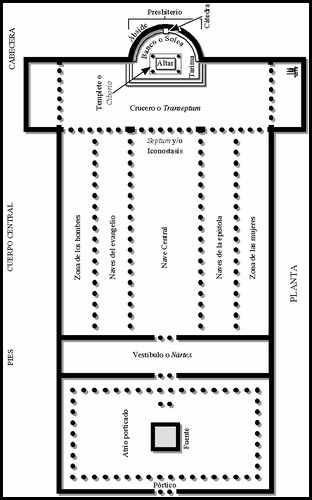 Presbiterio
Cátedra
Ábside
Banco o Solea
CABECERA
Altar
Tarima
Templete o
Ciborio
Crucero o Transeptum
Septum y/o
Iconostasis
CUERPO CENTRAL
Zona de los hombres
Naves del evangelio
Nave Central
Naves de la epístola
Zona de las mujeres
PLANTA
PIES
Vestíbulo o Nártex
Atrio porticado
Fuente
Pórtico